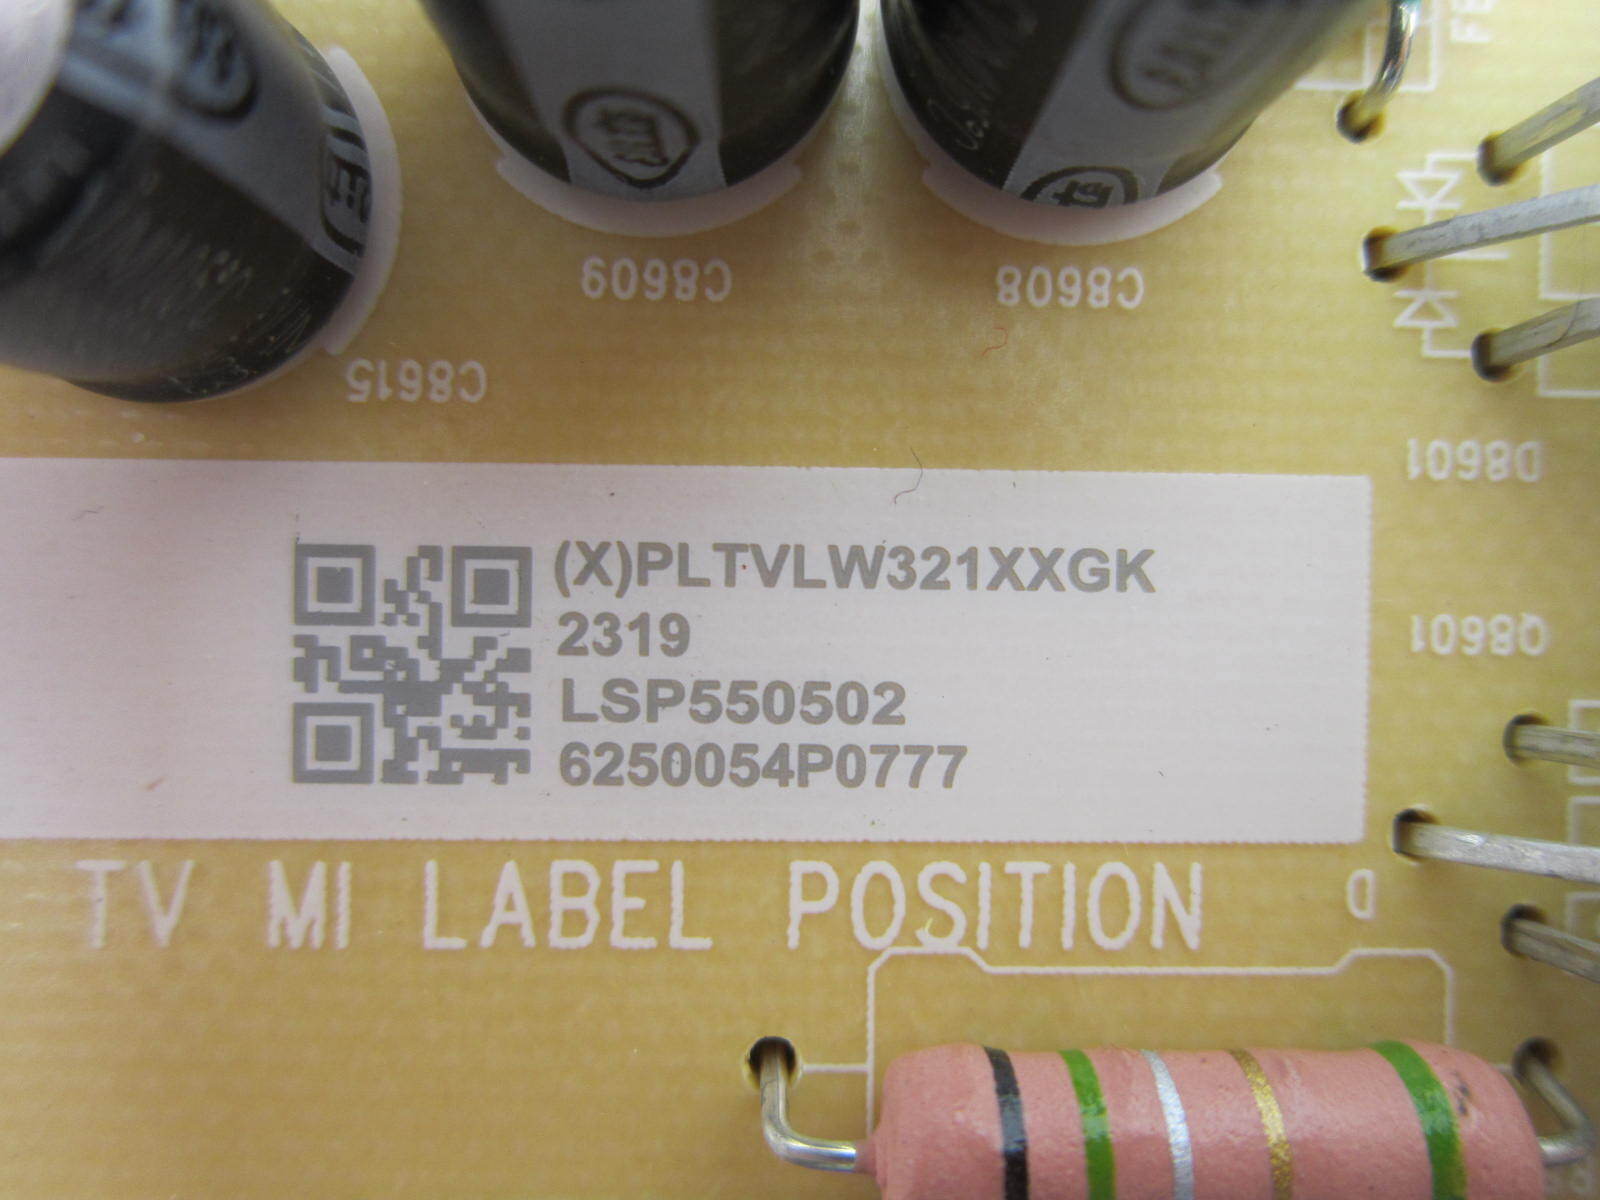 C8609
C8608
C8615
D8601
(X)PLTVLW321XXGK
2319
Q8601
LSP550502
6250054P0777
TV MI LABEL POSITION
D